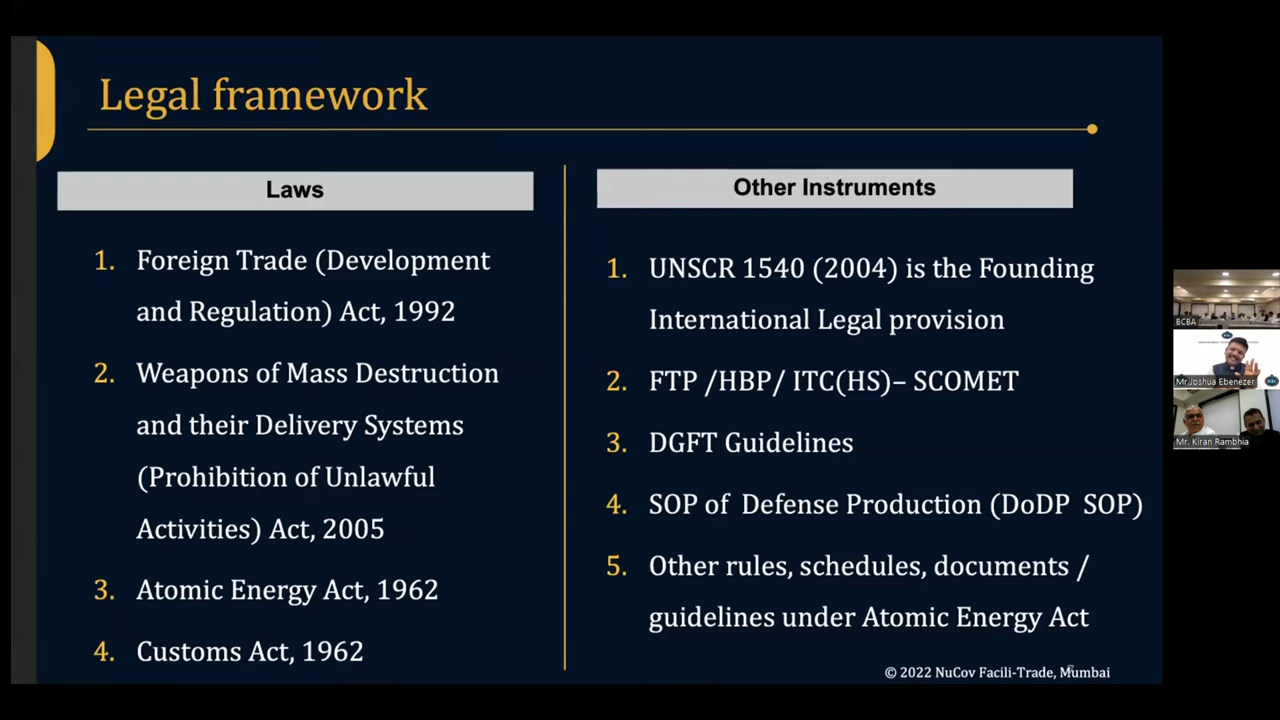 Legal framework
Laws
1. Foreign Trade (Development
and Regulation) Act, 1992
2. Weapons of Mass Destruction
and their Delivery Systems
(Prohibition of Unlawful
Activities) Act, 2005
3. Atomic Energy Act, 1962
4. Customs Act, 1962
Other Instruments
1. UNSCR 1540 (2004) is the Founding
International Legal provision
2. FTP /HBP/ ITC(HS)– SCOMET
3. DGFT Guidelines
4. SOP of Defense Production (DoDP SOP)
5. Other rules, schedules, documents /
guidelines under Atomic Energy Act
© 2022 NuCov Facili-Trade, Mumbai
BCBA
Mr.Joshua Ebenezer
Mr. Kiran Rambhia